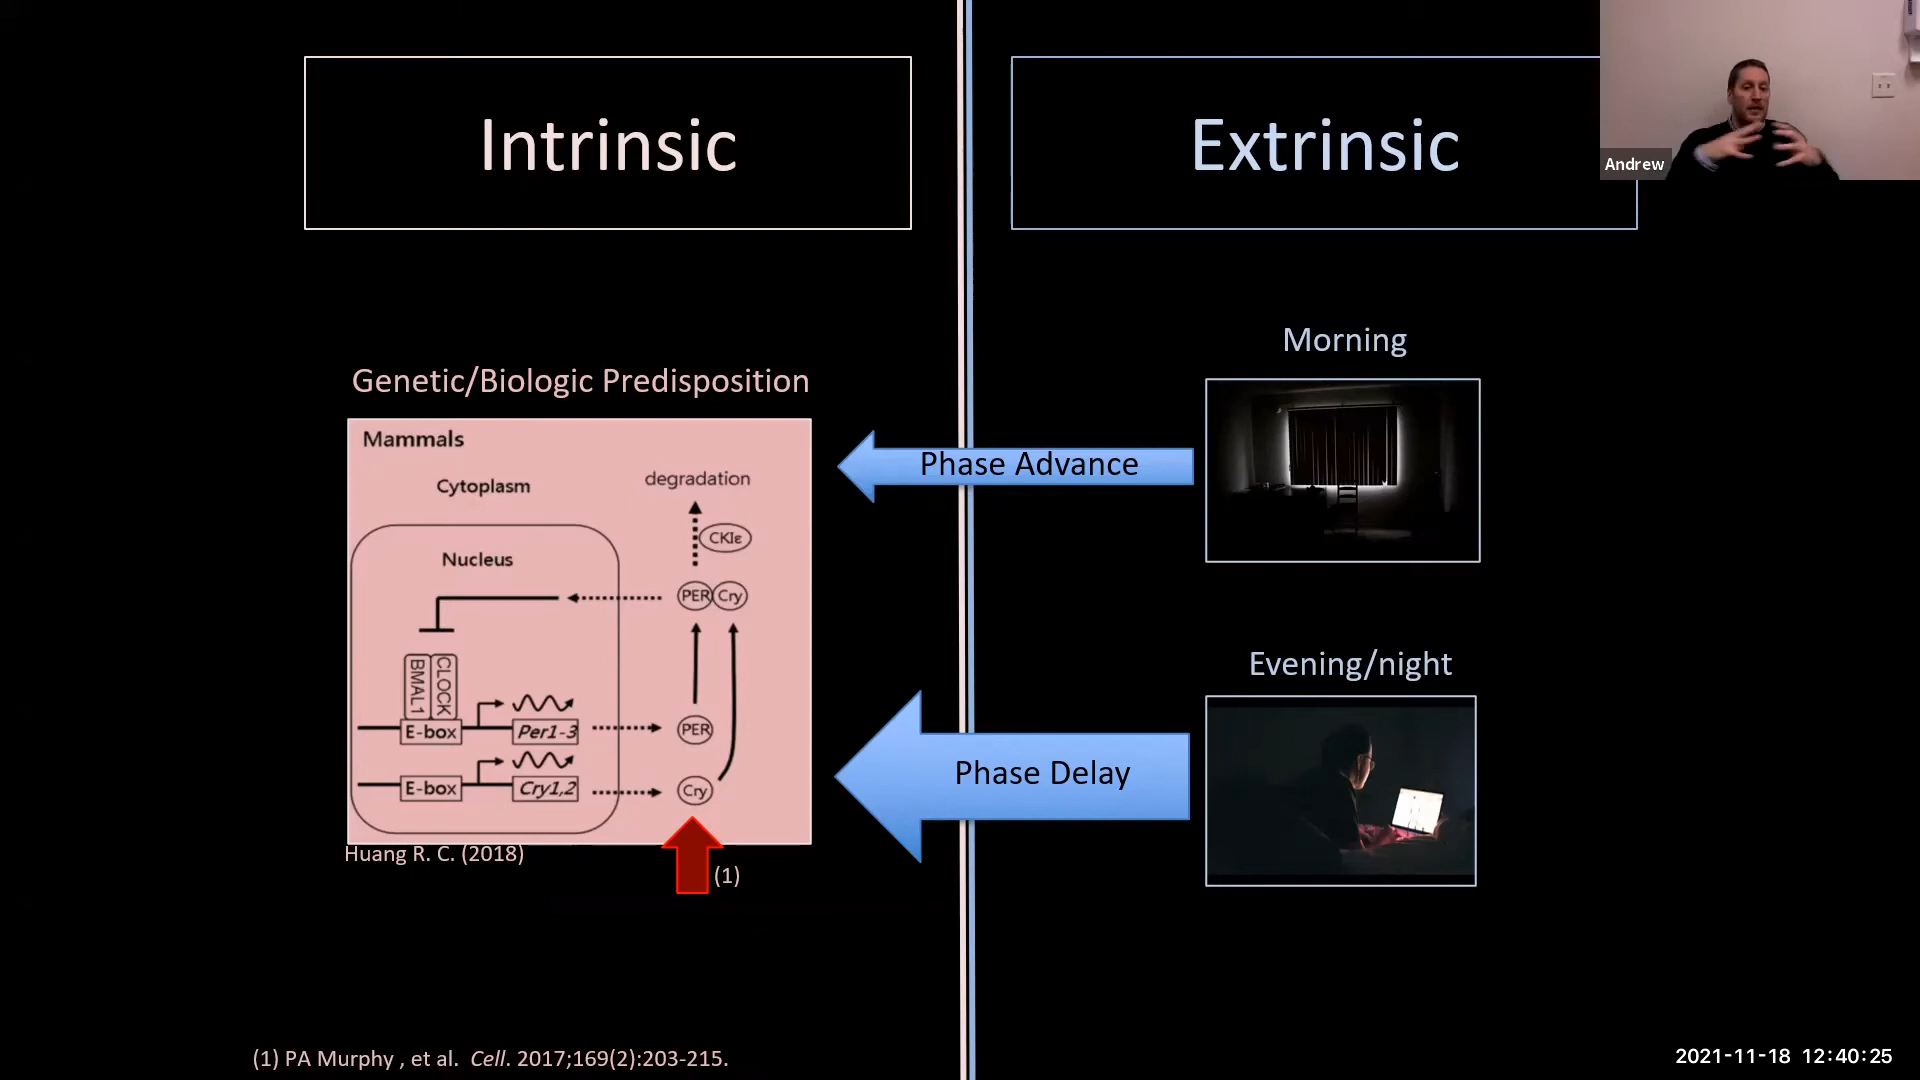 Intrinsic
Extrinsic
Andrew
Genetic/Biologic Predisposition
Mammals
Cytoplasm
degradation
CKIε
Nucleus
PER Cry
BMAL1
CLOCK
E-box
Per1-3
PER
E-box
Cry1,2
Cry
Huang R. C. (2018)
(1)
Morning
Phase Advance
Evening/night
Phase Delay
(1) PA Murphy , et al. Cell. 2017;169(2):203-215.
2021-11-18 12:40:25